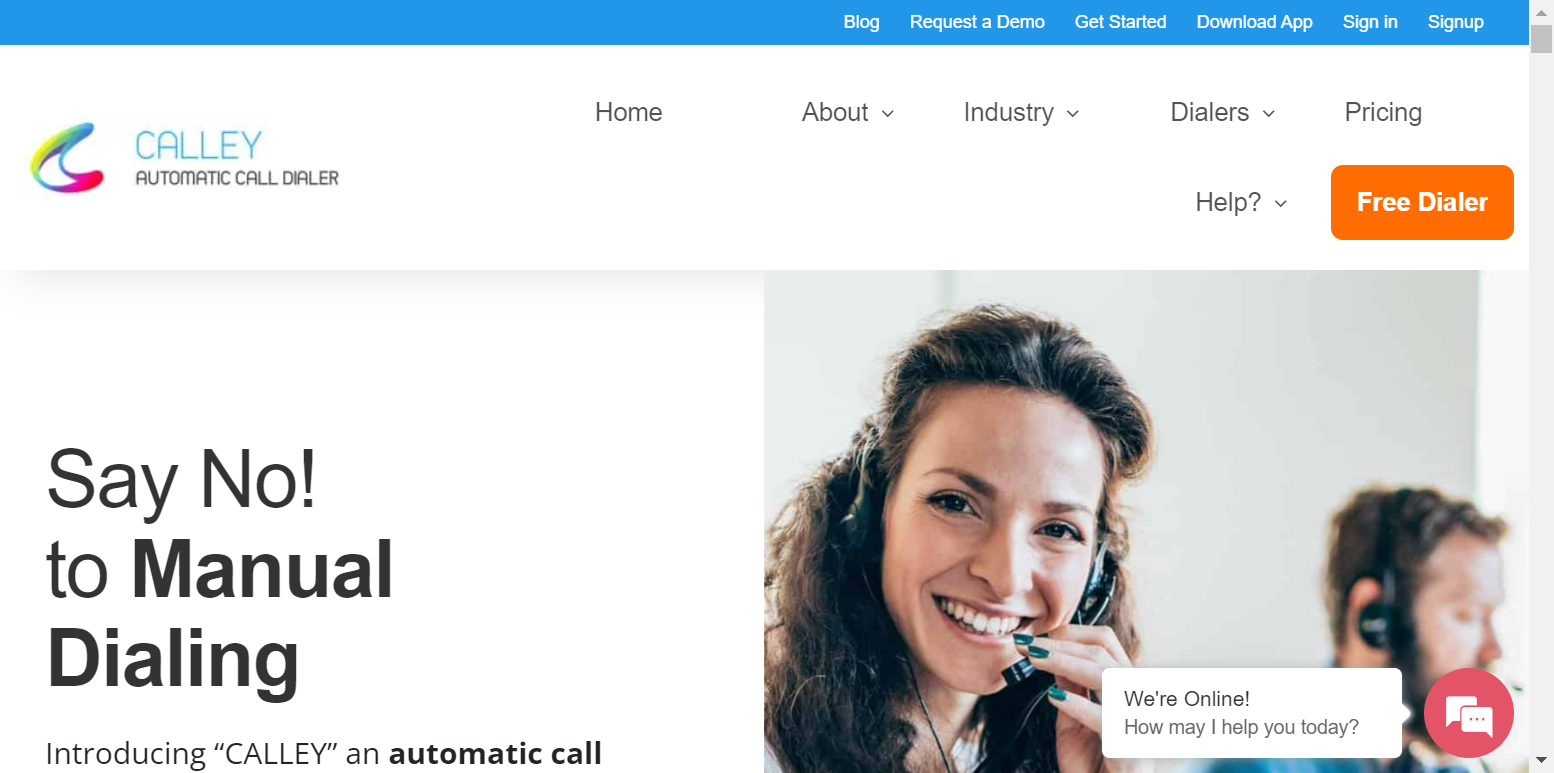 Blog Request a Demo Get Started Download App Sign in Signup
CALLEY
AUTOMATIC CALL DIALER
Home About Industry Dialers Pricing
Help? Free Dialer
Say No!
to Manual
Dialing
Introducing “CALLEY” an automatic call
We're Online!
How may I help you today?